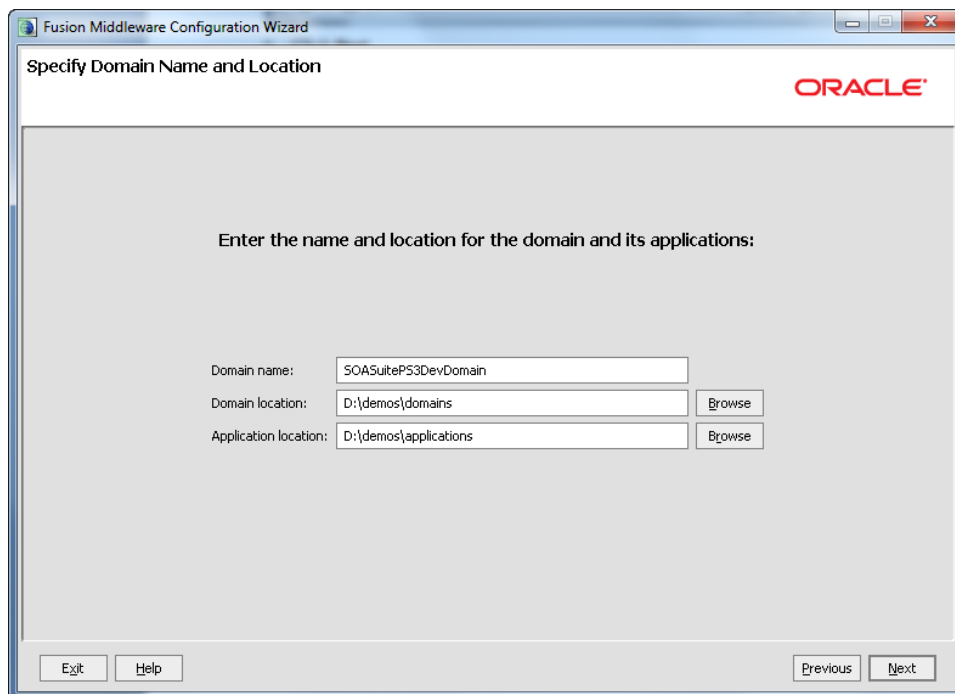 Fusion Middleware Configuration Wizard
Specify Domain Name and Location
ORACLE
Enter the name and location for the domain and its applications:
Domain name: SOASuitePS3DevDomain
Domain location: D:\demos\domains Browse
Application location: D:\demos\applications Browse
Exit Help Previous Next